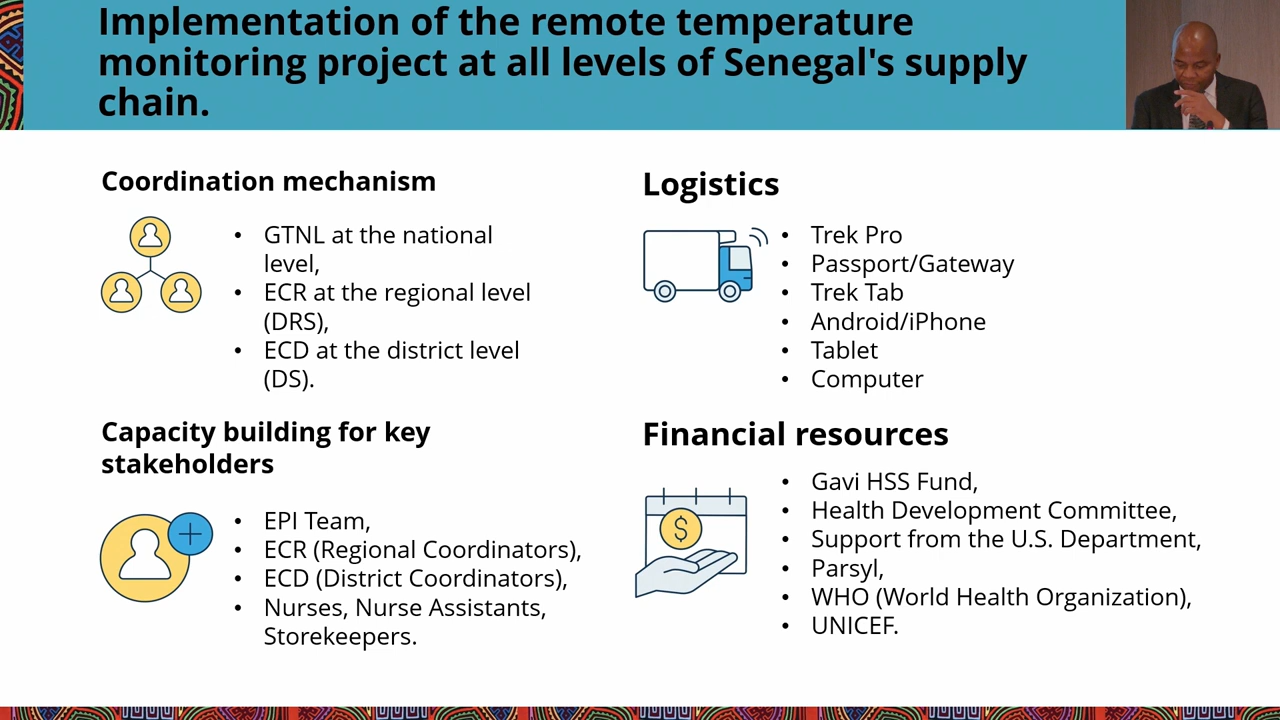 Implementation of the remote temperature
monitoring project at all levels of Senegal's supply
chain.
Coordination mechanism
• GTNL at the national
level,
• ECR at the regional level
(DRS),
• ECD at the district level
(DS).
Logistics
• Trek Pro
• Passport/Gateway
• Trek Tab
• Android/iPhone
• Tablet
• Computer
Capacity building for key
stakeholders
• EPI Team,
• ECR (Regional Coordinators),
• ECD (District Coordinators),
• Nurses, Nurse Assistants,
Storekeepers.
Financial resources
$
• Gavi HSS Fund,
• Health Development Committee,
• Support from the U.S. Department,
• Parsyl,
• WHO (World Health Organization),
• UNICEF.